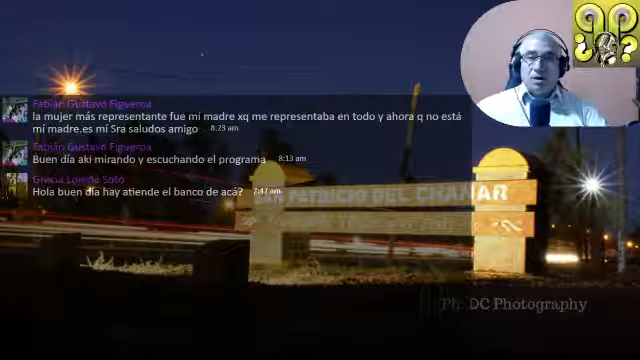 Fabián Gustavo Figueroa
la mujer más representante fue mí madre xq me representaba en todo y ahora q no está
mí madre.es mí Sra saludos amigo 8:23 am
Fabián Gustavo Figueroa
Buen día aki mirando y escuchando el programa 8:13 am
Gracia Lorena Soto
Hola buen día hay atiende el banco de acá? 7:47 am
SAN PATRICIO DEL CHAÑAR
Ph: DC Photography
¿ ?